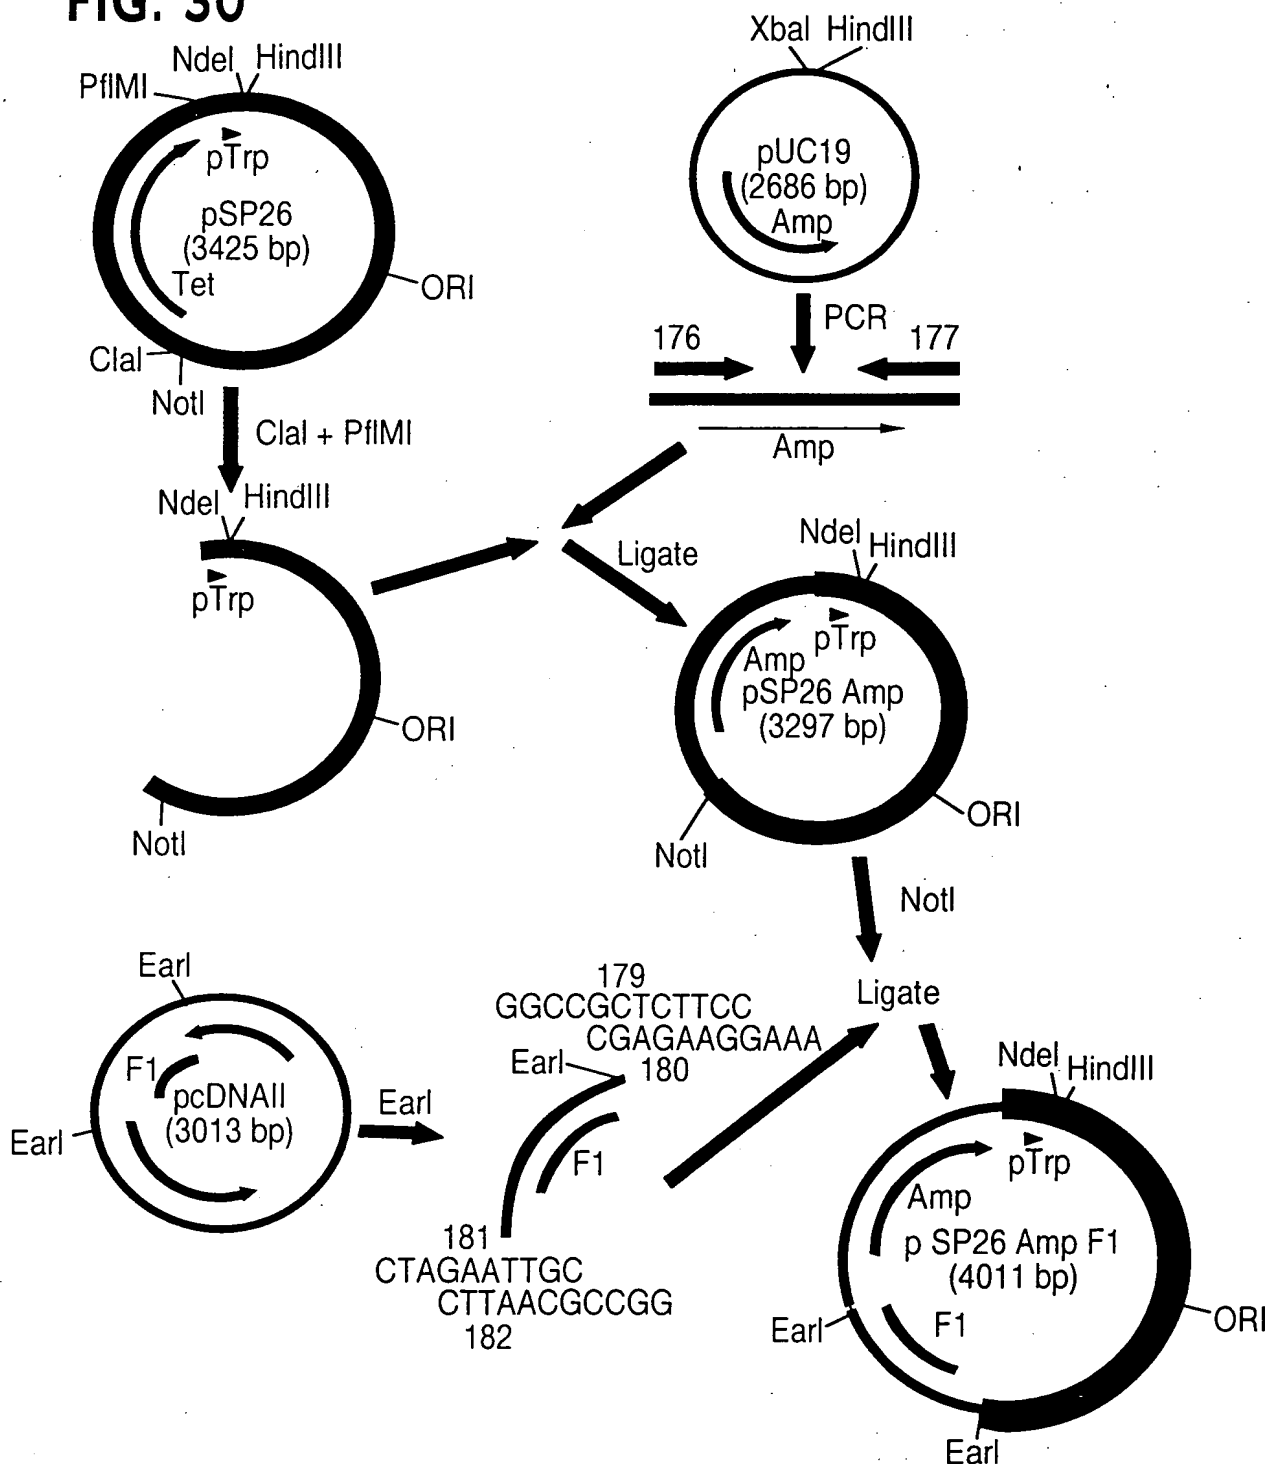 FIG. 30
NdeI HindIII
PflMI
pTrp
pSP26
(3425 bp)
Tet
ORI
ClaI
NotI
ClaI + PflMI
XbaI HindIII
pUC19
(2686 bp)
Amp
PCR
176
177
Amp
NdeI HindIII
pTrp
ORI
NotI
Ligate
NdeI
HindIII
pTrp
Amp
pSP26 Amp
(3297 bp)
ORI
NotI
NotI
Ligate
EarI
F1
pcDNAII
(3013 bp)
EarI
EarI
179
GGCCGCTCTTCC
CGAGAAGGAAA
180
EarI
F1
181
CTAGAATTGC
CTTAACGCCGG
182
NdeI
HindIII
pTrp
Amp
p SP26 Amp F1
(4011 bp)
F1
EarI
ORI
EarI